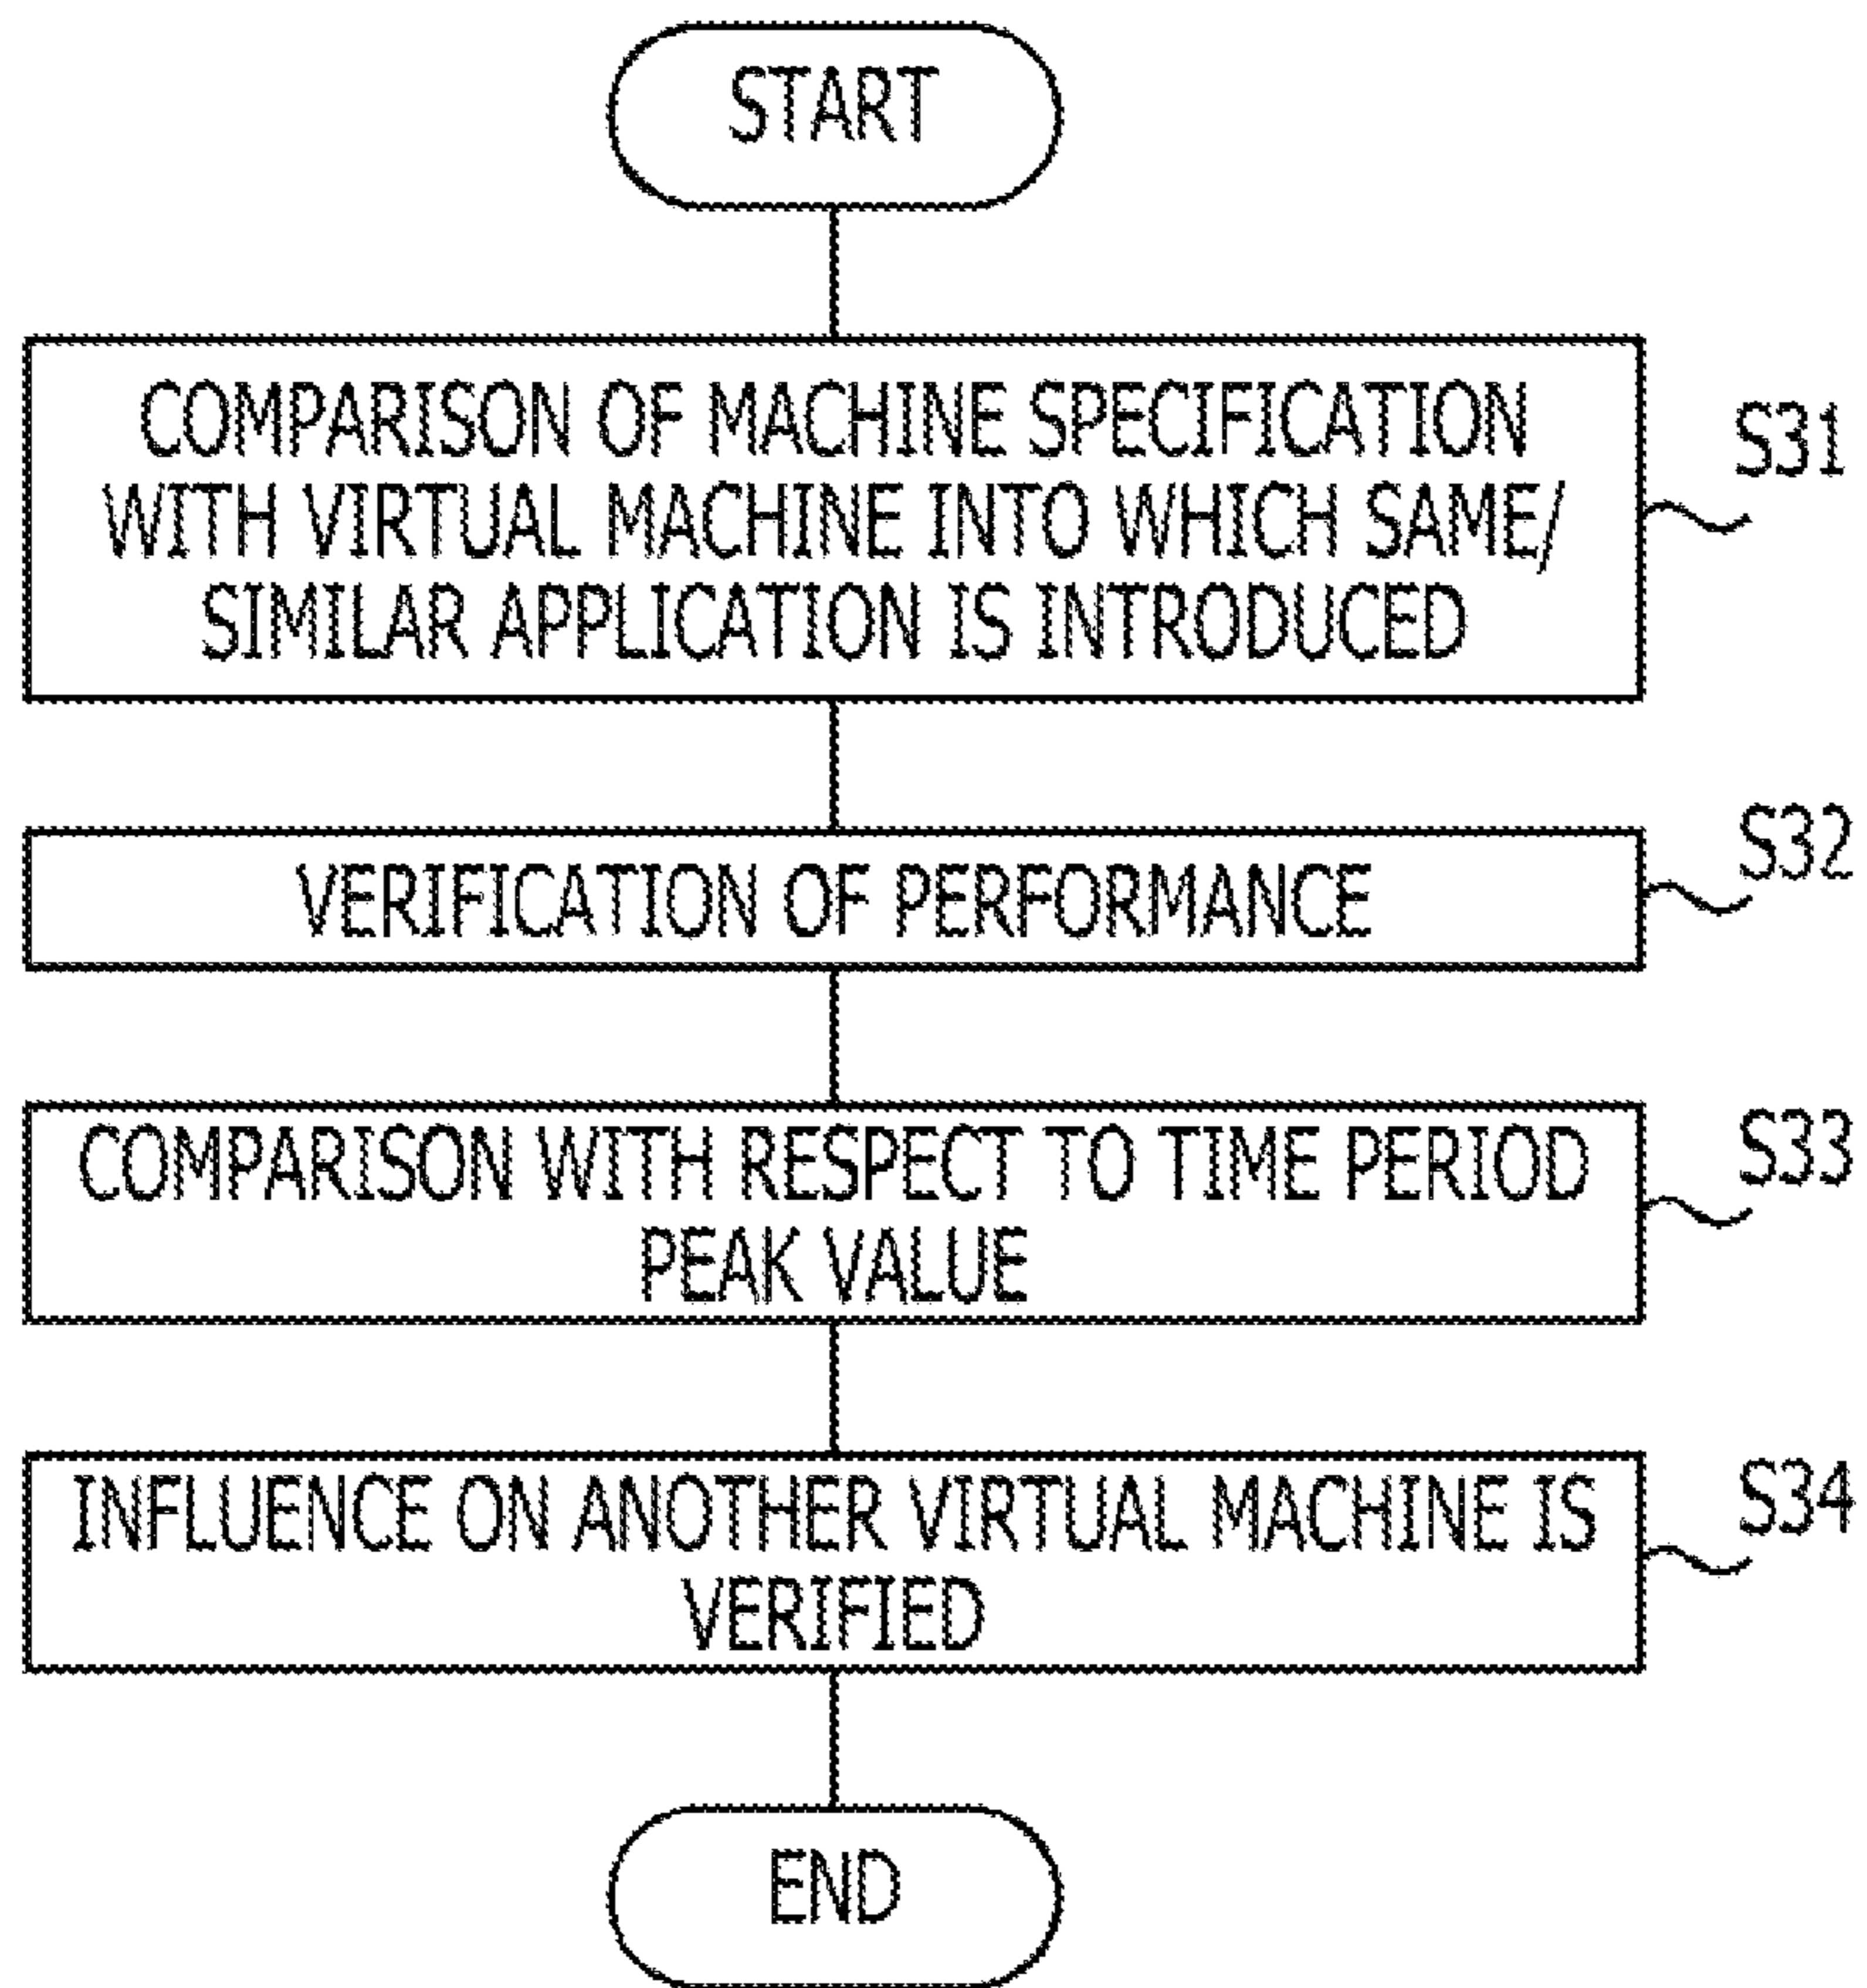 START
COMPARISON OF MACHINE SPECIFICATION
WITH VIRTUAL MACHINE INTO WHICH SAME/
SIMILAR APPLICATION IS INTRODUCED
S31
VERIFICATION OF PERFORMANCE
S32
COMPARISON WITH RESPECT TO TIME PERIOD
PEAK VALUE
S33
INFLUENCE ON ANOTHER VIRTUAL MACHINE IS
VERIFIED
S34
END